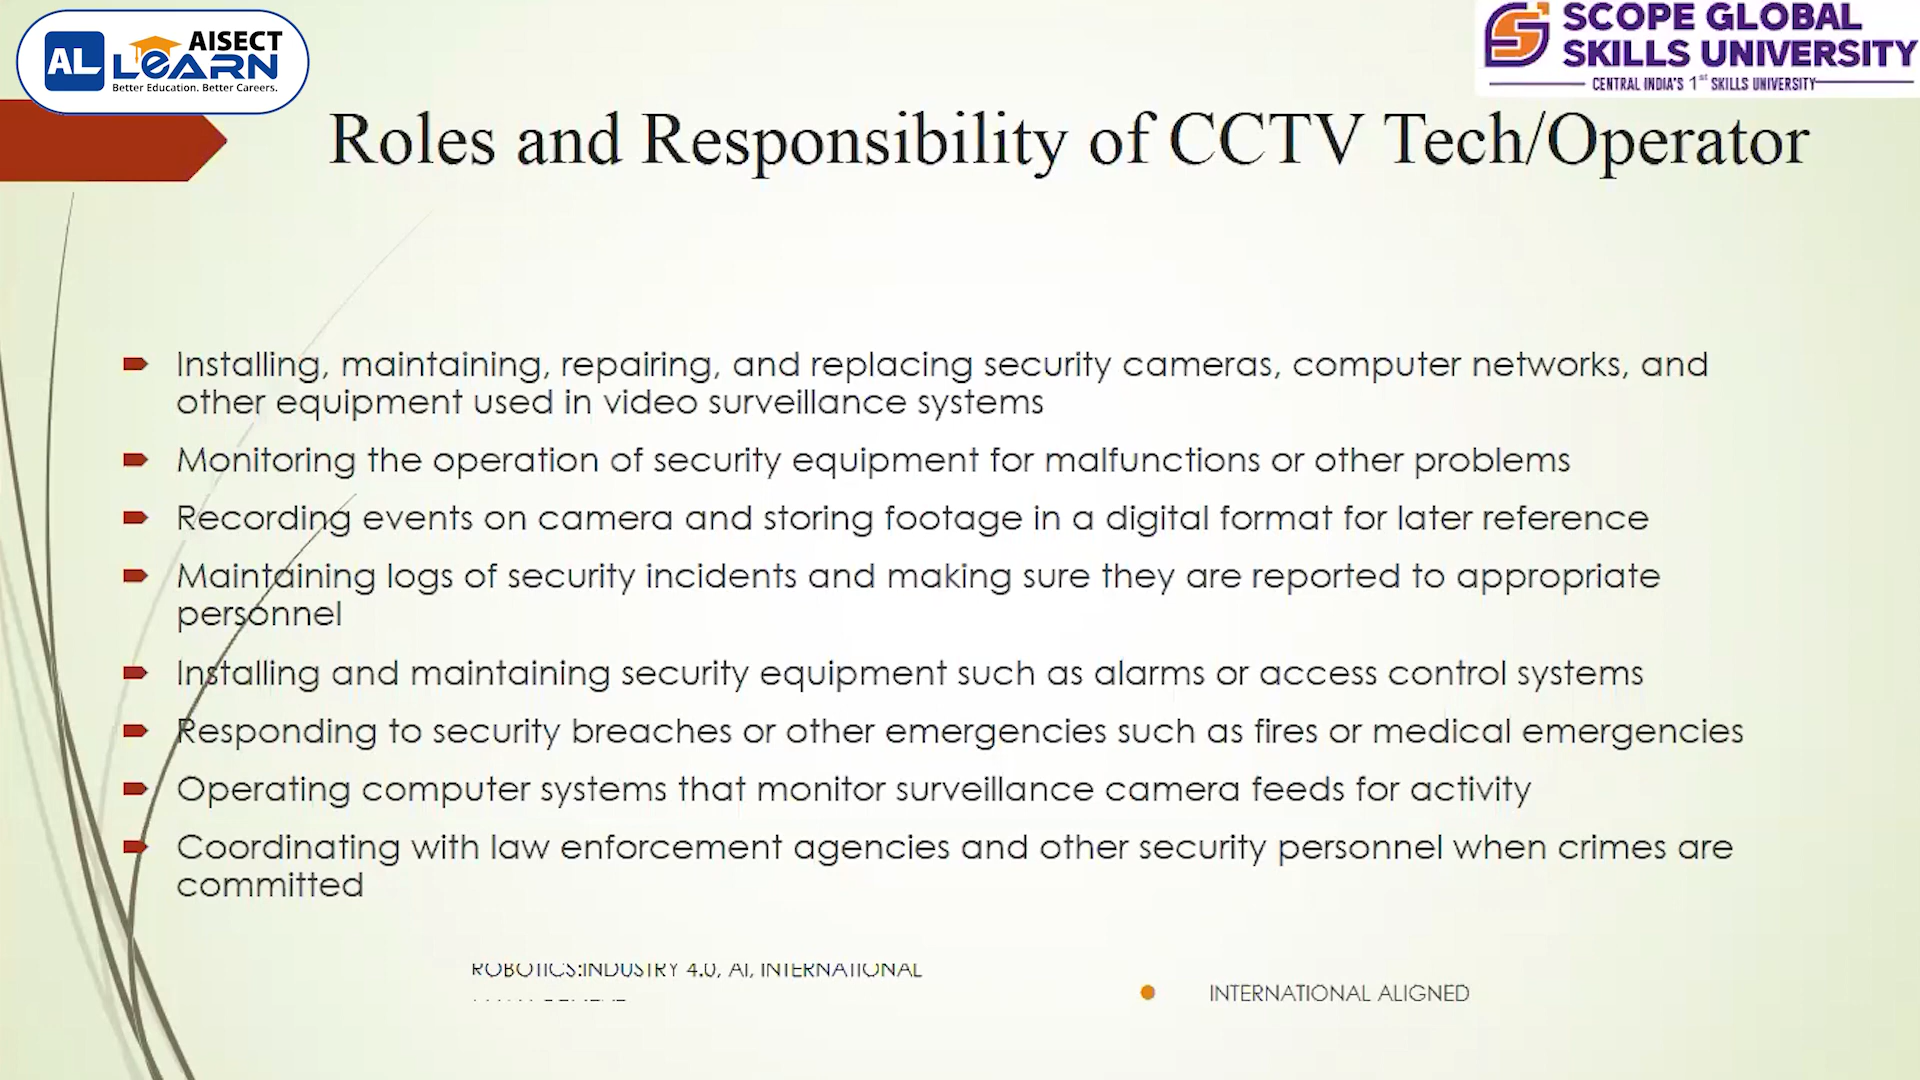 AL AISECT
LEARN
Better Education. Better Careers.
SCOPE GLOBAL
SKILLS UNIVERSITY
CENTRAL INDIA'S 1st SKILLS UNIVERSITY
Roles and Responsibility of CCTV Tech/Operator
Installing, maintaining, repairing, and replacing security cameras, computer networks, and
other equipment used in video surveillance systems
Monitoring the operation of security equipment for malfunctions or other problems
Recording events on camera and storing footage in a digital format for later reference
Maintaining logs of security incidents and making sure they are reported to appropriate
personnel
Installing and maintaining security equipment such as alarms or access control systems
Responding to security breaches or other emergencies such as fires or medical emergencies
Operating computer systems that monitor surveillance camera feeds for activity
Coordinating with law enforcement agencies and other security personnel when crimes are
committed
ROBOTICS:INDUSTRY 4.0, AI, INTERNATIONAL
INTERNATIONAL ALIGNED